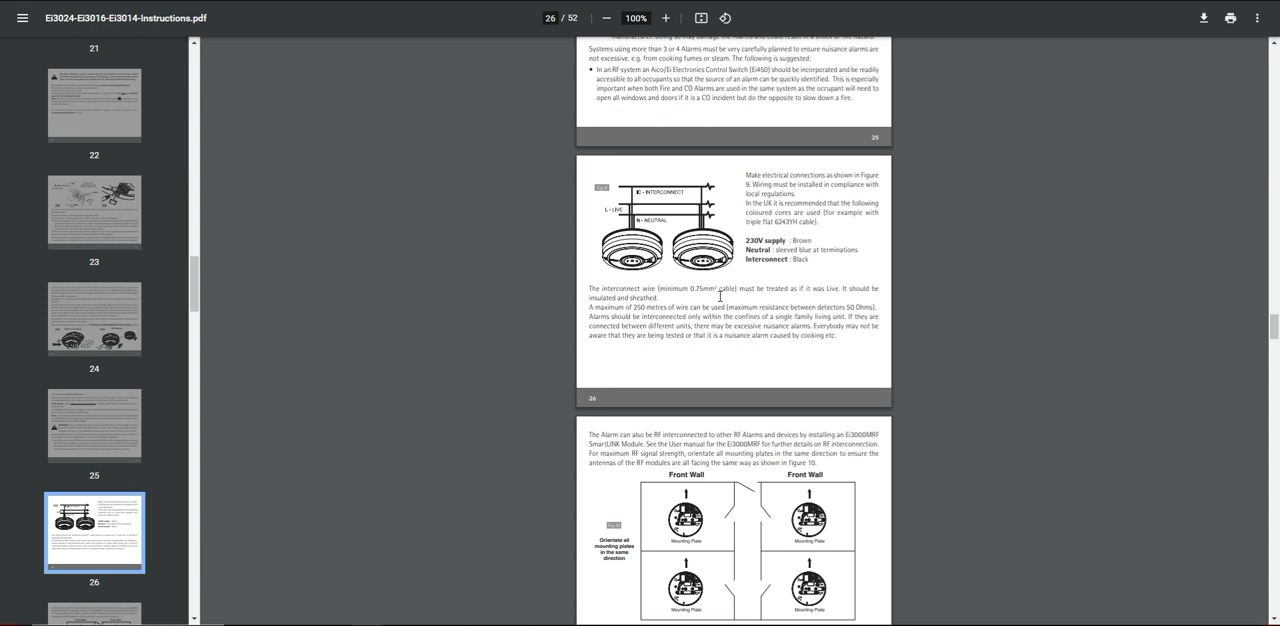 Ei3024-Ei3016-Ei3014-Instructions.pdf
26 / 52
100%
21
22
23
24
25
26
Systems using more than 3 or 4 Alarms must be very carefully planned to ensure nuisance alarms are
not excessive. e.g. from cooking fumes or steam. The following is suggested:
• In an RF system an Aico/Ei Electronics Control Switch (Ei450) should be incorporated and be readily
accessible to all occupants so that the source of an alarm can be quickly identified. This is especially
important when both Fire and CO Alarms are used in the same system as the occupant will need to
open all windows and doors if it is a CO incident but do the opposite to slow down a fire.
25
Fig 9
IC - INTERCONNECT
L - LIVE
N - NEUTRAL
Make electrical connections as shown in Figure
9. Wiring must be installed in compliance with
local regulations.
In the UK it is recommended that the following
coloured cores are used (for example with
triple flat 6243YH cable).
230V supply : Brown
Neutral : sleeved blue at terminations
Interconnect : Black
The interconnect wire (minimum 0.75mm² cable) must be treated as if it was Live. It should be
insulated and sheathed.
A maximum of 250 metres of wire can be used (maximum resistance between detectors 50 Ohms).
Alarms should be interconnected only within the confines of a single family living unit. If they are
connected between different units, there may be excessive nuisance alarms. Everybody may not be
aware that they are being tested or that it is a nuisance alarm caused by cooking etc.
26
The Alarm can also be RF interconnected to other RF Alarms and devices by installing an Ei3000MRF
SmartLINK Module. See the User manual for the Ei3000MRF for further details on RF interconnection.
For maximum RF signal strength, orientate all mounting plates in the same direction to ensure the
antennas of the RF modules are all facing the same way as shown in figure 10.
Front Wall Front Wall
Mounting Plate Mounting Plate
Fig 10
Orientate all
mounting plates
in the same
direction
Mounting Plate Mounting Plate